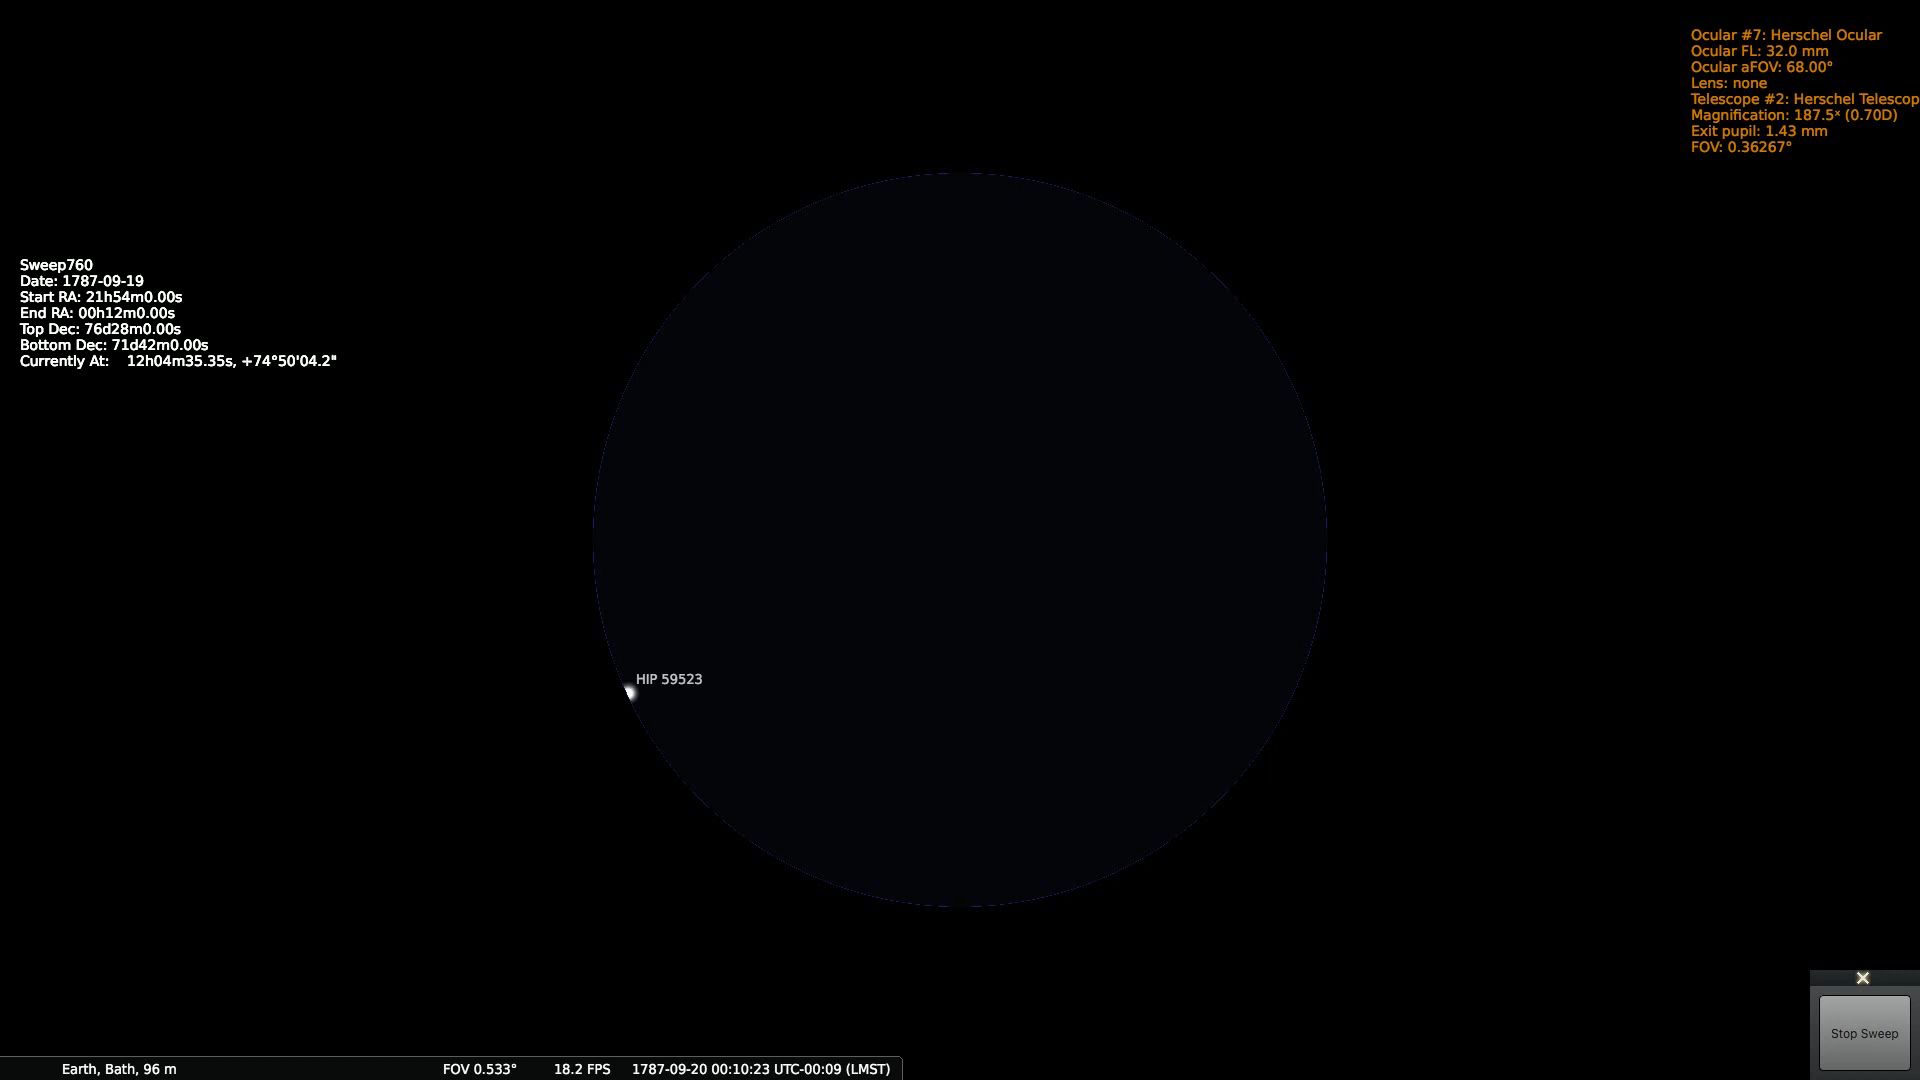 Ocular #7: Herschel Ocular
Ocular FL: 32.0 mm
Ocular aFOV: 68.00°
Lens: none
Telescope #2: Herschel Telescop
Magnification: 187.5ˣ (0.70D)
Exit pupil: 1.43 mm
FOV: 0.36267°
Sweep760
Date: 1787-09-19
Start RA: 21h54m0.00s
End RA: 00h12m0.00s
Top Dec: 76d28m0.00s
Bottom Dec: 71d42m0.00s
Currently At: 12h04m35.35s, +74°50'04.2"
HIP 59523
Stop Sweep
Earth, Bath, 96 m FOV 0.533° 18.2 FPS 1787-09-20 00:10:23 UTC-00:09 (LMST)